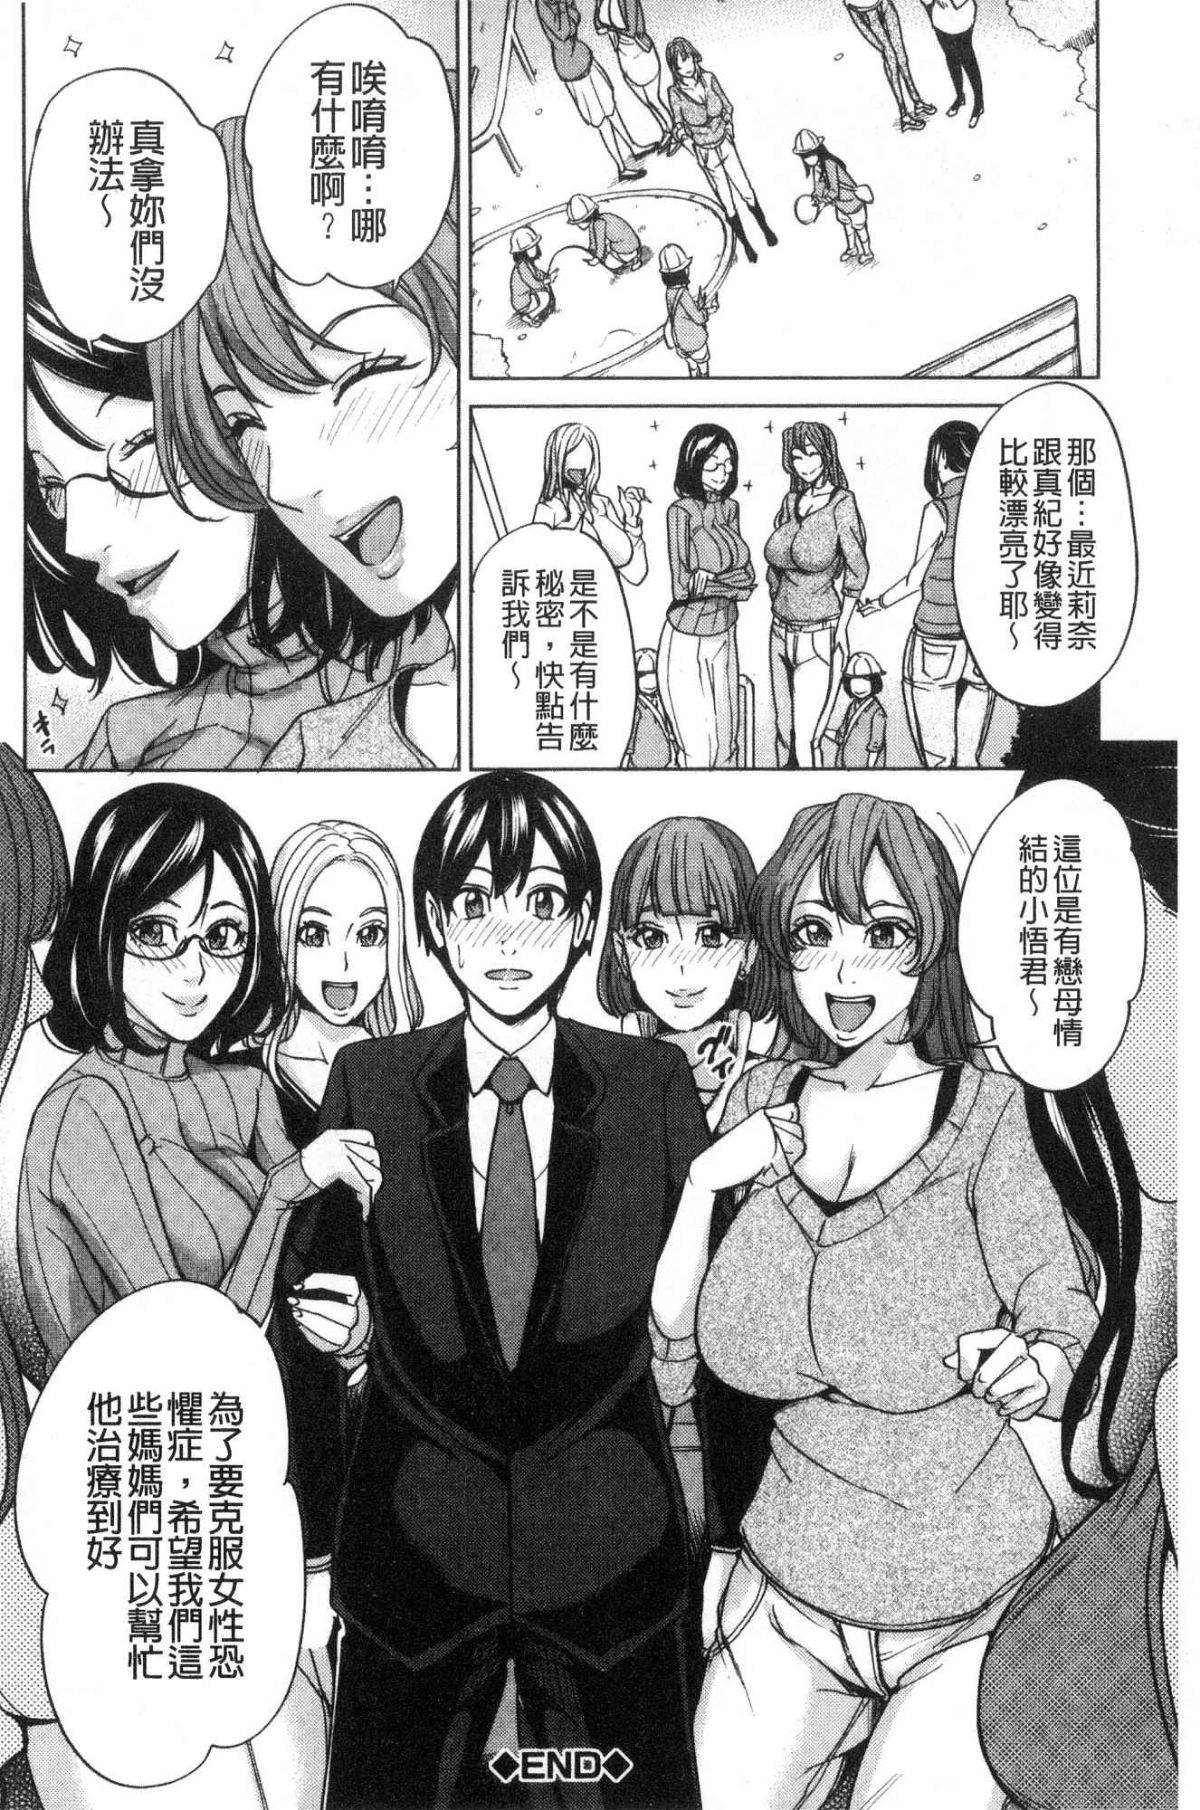 那個…最近莉奈
跟真紀好像變得
比較漂亮了耶～
是不是有什麼
秘密，快點告
訴我們～
唉唷唷…哪
有什麼啊？
真拿妳們沒
辦法～
キラ
這位是有戀母情
結的小悟君～
グイ
為了要克服女性恐
懼症，希望我們這
些媽媽們可以幫忙
他治療到好
◆END◆